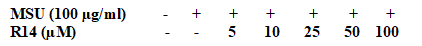 MSU (100 µg/ml) - + + + + + +
R14 (µM) - - 5 10 25 50 100